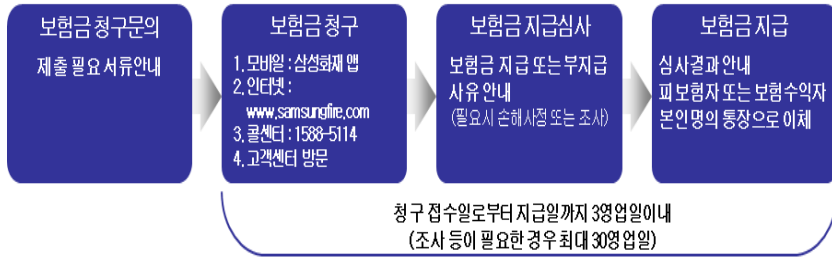 보험금 청구문의
제출 필요 서류안내
보험금 청구
1. 모바일 : 삼성화재 앱
2. 인터넷 :
www.samsungfire.com
3. 콜센터 : 1588-5114
4. 고객센터 방문
보험금 지급심사
보험금 지급 또는 부지급
사유 안내
(필요시 손해사정 또는 조사)
보험금 지급
심사결과 안내
피보험자 또는 보험수익자
본인명의 통장으로 이체
청구 접수일로부터 지급일까지 3영업일이내
(조사 등이 필요한 경우 최대 30영업일)